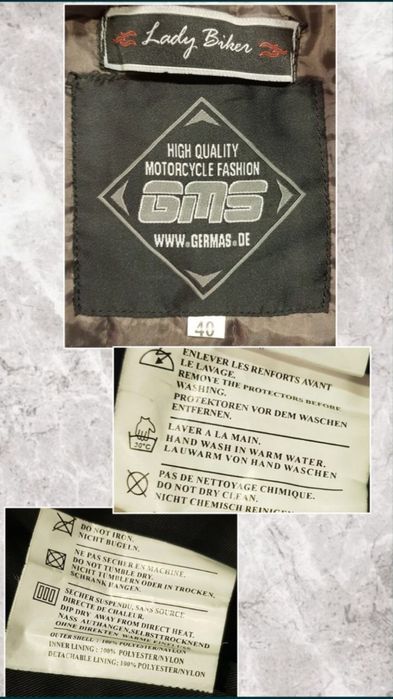 Lady Biker
HIGH QUALITY
MOTORCYCLE FASHION
GMS
WWW.GERMAS.DE
40
ENLEVER LES RENFORTS AVANT
LE LAVAGE.
REMOVE THE PROTECTORS BEFORE
WASHING.
PROTEKTOREN VOR DEM WASCHEN
ENTFERNEN.
30°C
LAVER A LA MAIN.
HAND WASH IN WARM WATER.
LAUWARM VON HAND WASCHEN
PAS DE NETTOYAGE CHIMIQUE.
DO NOT DRY CLEAN.
NICHT CHEMISCH REINIGEN
DO NOT IRON.
NICHT BUGELN.
NE PAS SECHER EN MACHINE.
DO NOT TUMBLE DRY.
NICHT TUMBLERN ODER IN TROCKEN.
SCHRANK HANGEN.
SECHER SUSPENDU, SANS SOURCE
DIRECTE DE CHALEUR.
DIP DRY AWAY FROM DIRECT HEAT.
NASS AUFHANGEN, SELBSTTROCKNEND
OHNE DIREKTEN WARME
OUTER SHELL : 100% POLYESTER/NYLON
INNER LINING : 100% POLYESTER/NYLON
DETACHABLE LINING: 100% POLYESTER/NYLON